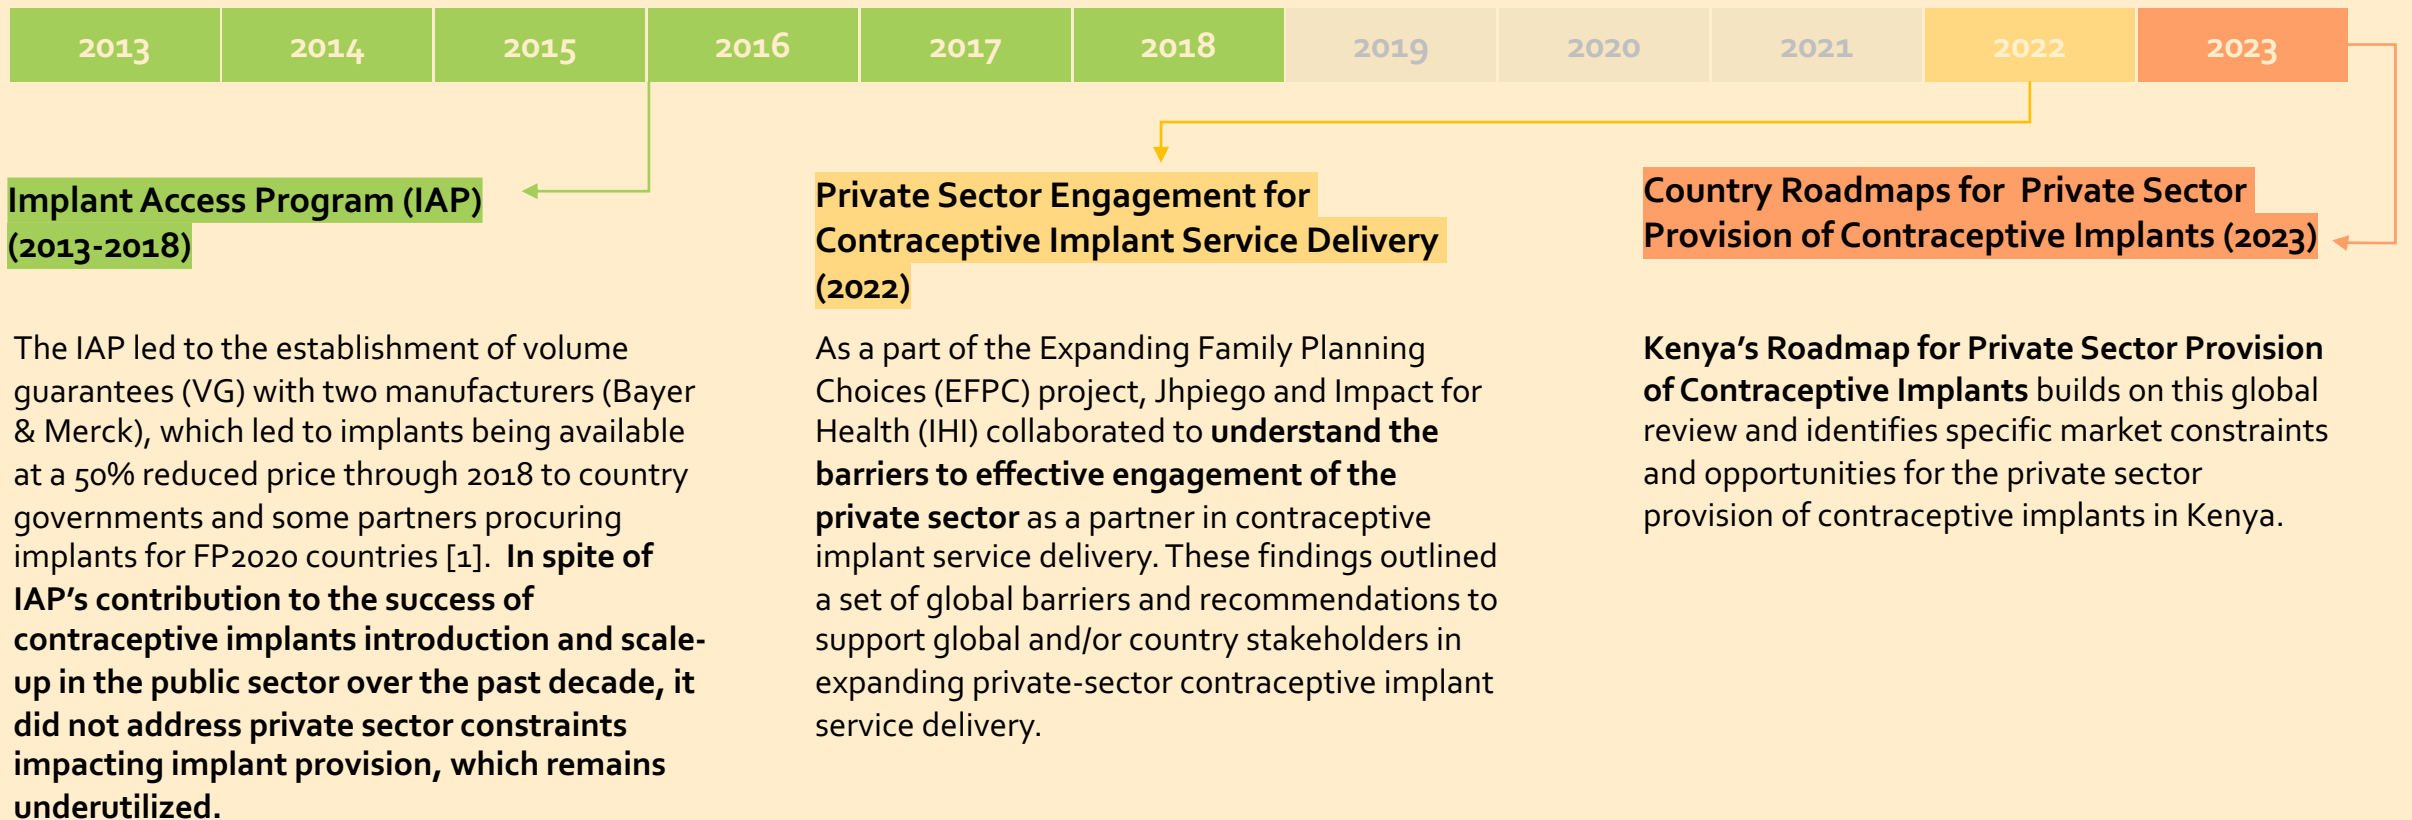 2013 2014 2015 2016 2017 2018 2019 2020 2021 2022 2023
Implant Access Program (IAP)
(2013-2018)
The IAP led to the establishment of volume
guarantees (VG) with two manufacturers (Bayer
& Merck), which led to implants being available
at a 50% reduced price through 2018 to country
governments and some partners procuring
implants for FP2020 countries [1].  In spite of
IAP’s contribution to the success of
contraceptive implants introduction and scale-
up in the public sector over the past decade, it
did not address private sector constraints
impacting implant provision, which remains
underutilized.
Private Sector Engagement for
Contraceptive Implant Service Delivery
(2022)
As a part of the Expanding Family Planning
Choices (EFPC) project, Jhpiego and Impact for
Health (IHI) collaborated to understand the
barriers to effective engagement of the
private sector as a partner in contraceptive
implant service delivery. These findings outlined
a set of global barriers and recommendations to
support global and/or country stakeholders in
expanding private-sector contraceptive implant
service delivery.
Country Roadmaps for  Private Sector
Provision of Contraceptive Implants (2023)
Kenya’s Roadmap for Private Sector Provision
of Contraceptive Implants builds on this global
review and identifies specific market constraints
and opportunities for the private sector
provision of contraceptive implants in Kenya.